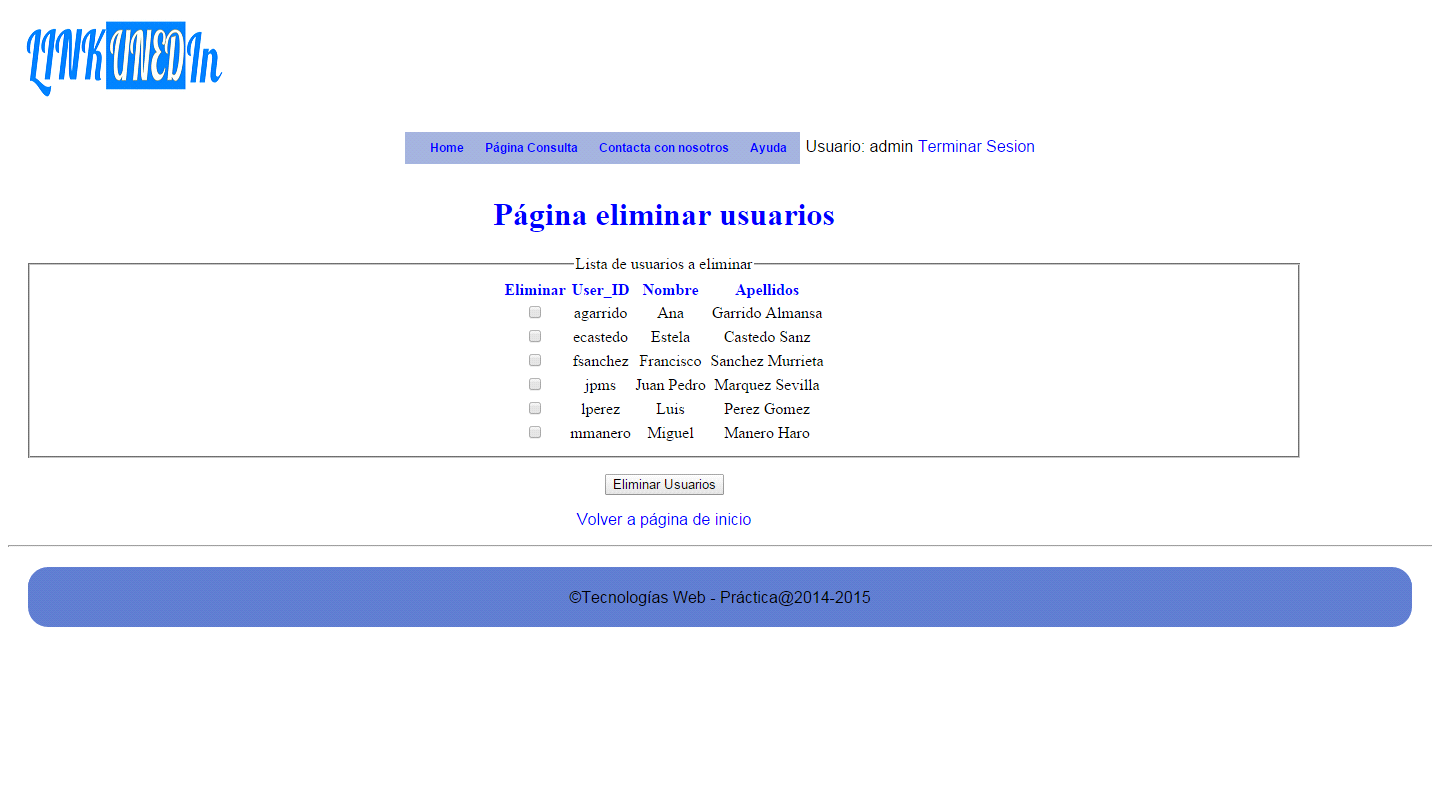 LINKUNEDIn
Home Página Consulta Contacta con nosotros Ayuda Usuario: admin Terminar Sesion
Página eliminar usuarios
Lista de usuarios a eliminar
Eliminar User_ID Nombre Apellidos
agarrido Ana Garrido Almansa
ecastedo Estela Castedo Sanz
fsanchez Francisco Sanchez Murrieta
jpms Juan Pedro Marquez Sevilla
lperez Luis Perez Gomez
mmanero Miguel Manero Haro
Eliminar Usuarios
Volver a página de inicio
©Tecnologías Web - Práctica@2014-2015